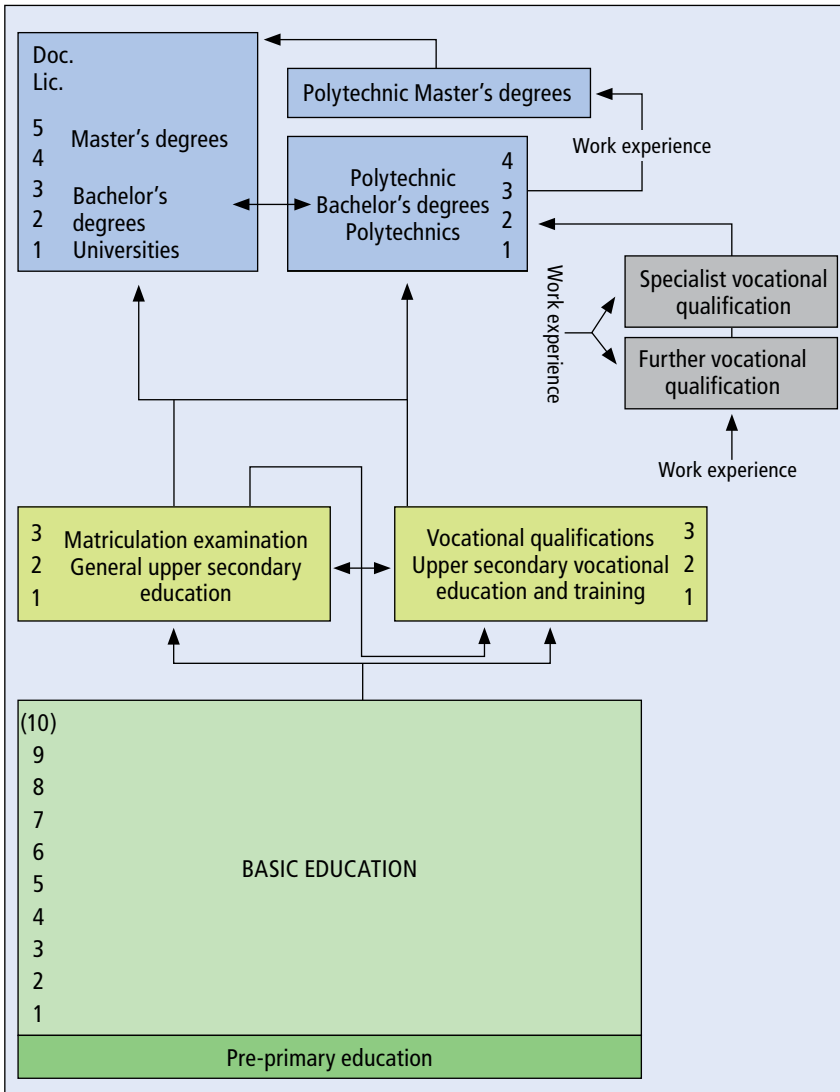 Doc.
Lic.
5
4
3
2
1
Master's degrees
Bachelor's
degrees
Universities
Polytechnic Master's degrees
Polytechnic
Bachelor's degrees
Polytechnics
4
3
2
1
Work experience
Specialist vocational
qualification
Further vocational
qualification
Work experience
Work experience
3
2
1
Matriculation examination
General upper secondary
education
Vocational qualifications
Upper secondary vocational
education and training
3
2
1
(10)
9
8
7
6
5
4
3
2
1
BASIC EDUCATION
Pre-primary education